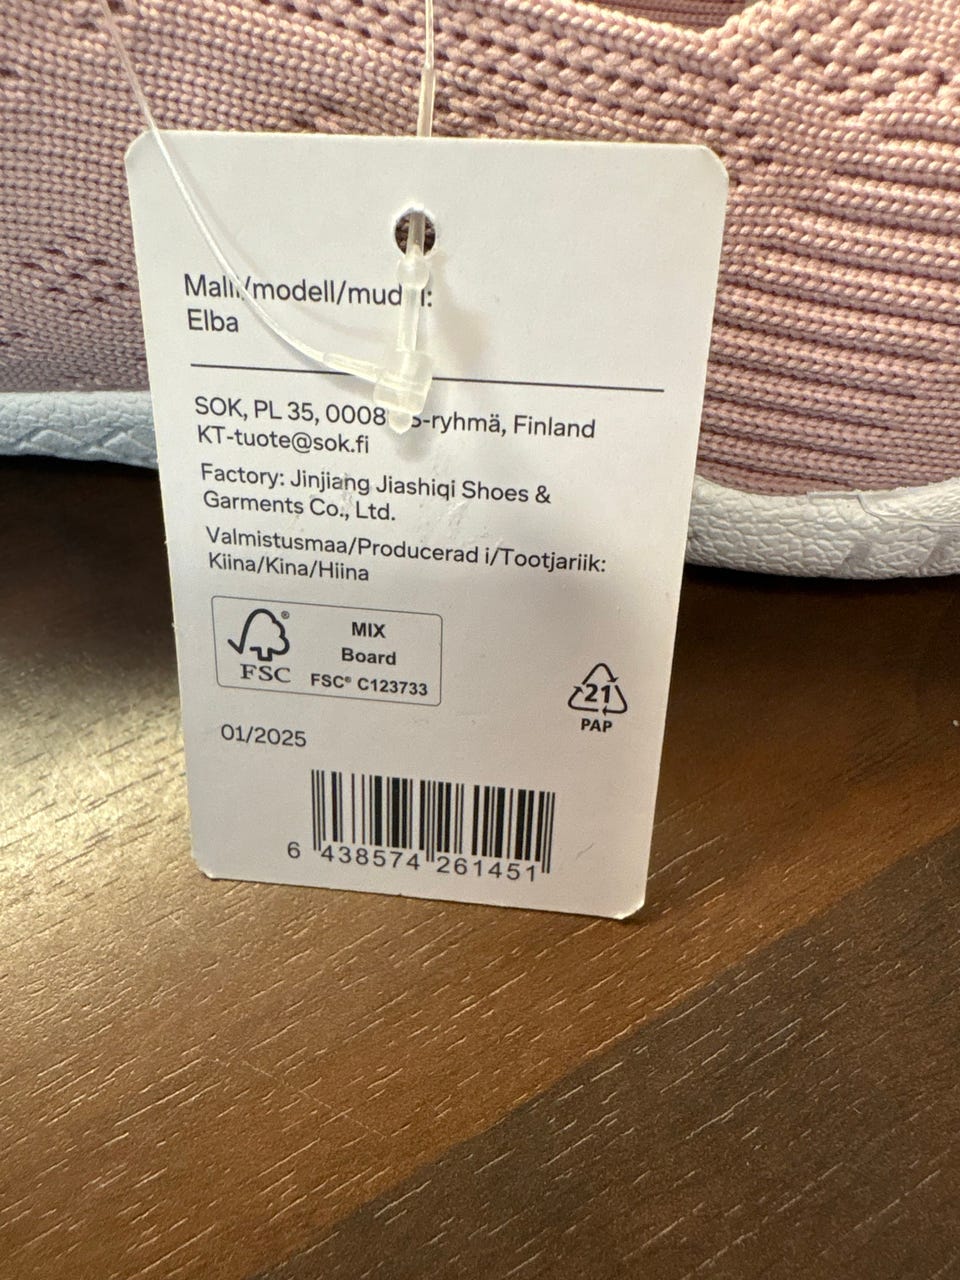 Malli/modell/mud l:
Elba
SOK, PL 35, 0008 S-ryhmä, Finland
KT-tuote@sok.fi
Factory: Jinjiang Jiashiqi Shoes &
Garments Co., Ltd.
Valmistusmaa/Producerad i/Tootjariik:
Kiina/Kina/Hiina
MIX
Board
FSC® C123733
FSC ®
21
PAP
01/2025
6 438574 261451